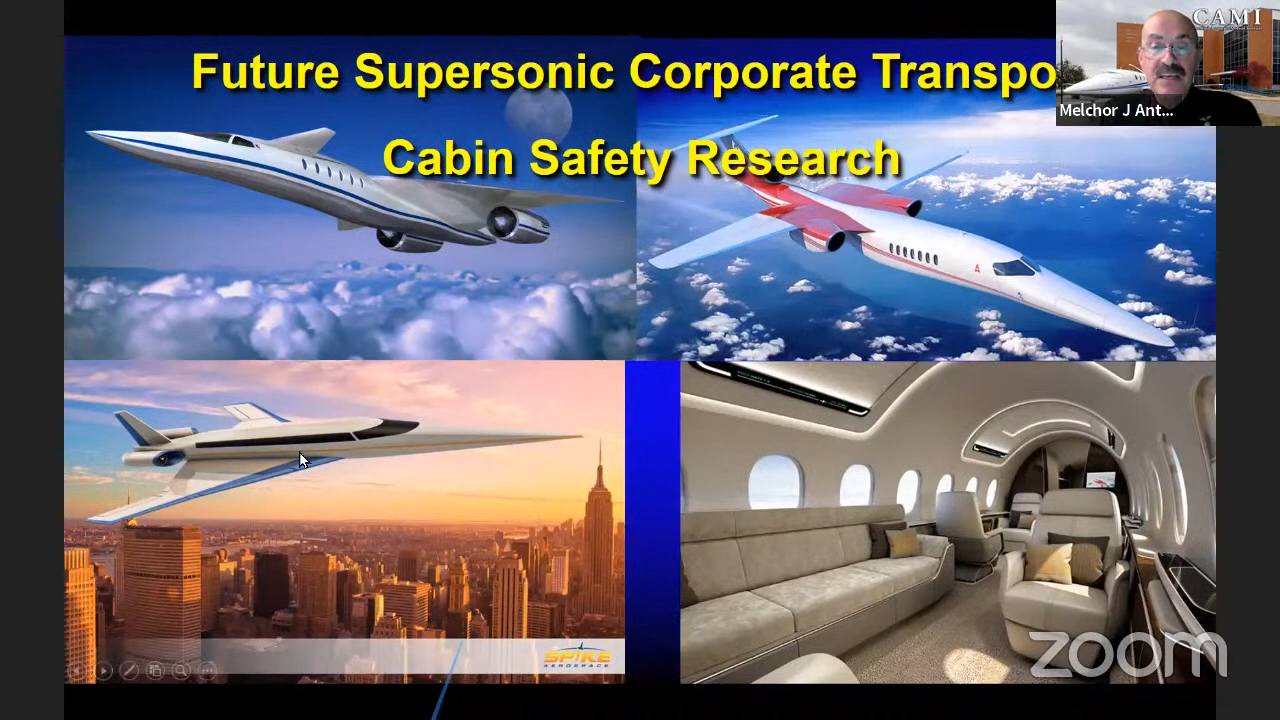 Future Supersonic Corporate Transpo
Cabin Safety Research
CAMI
Melchor J Ant...
SPIKE
AEROSPACE
zoom